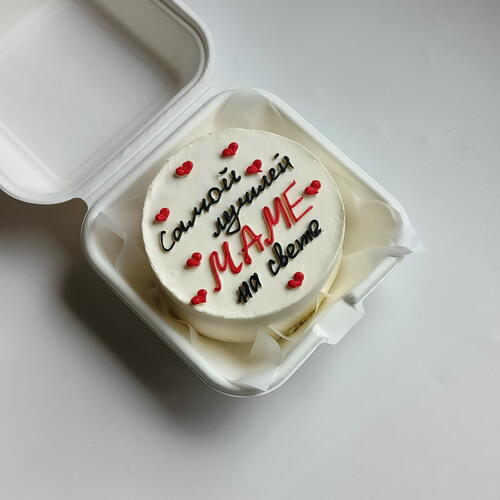 самой
лучшей
МАМЕ
на свете